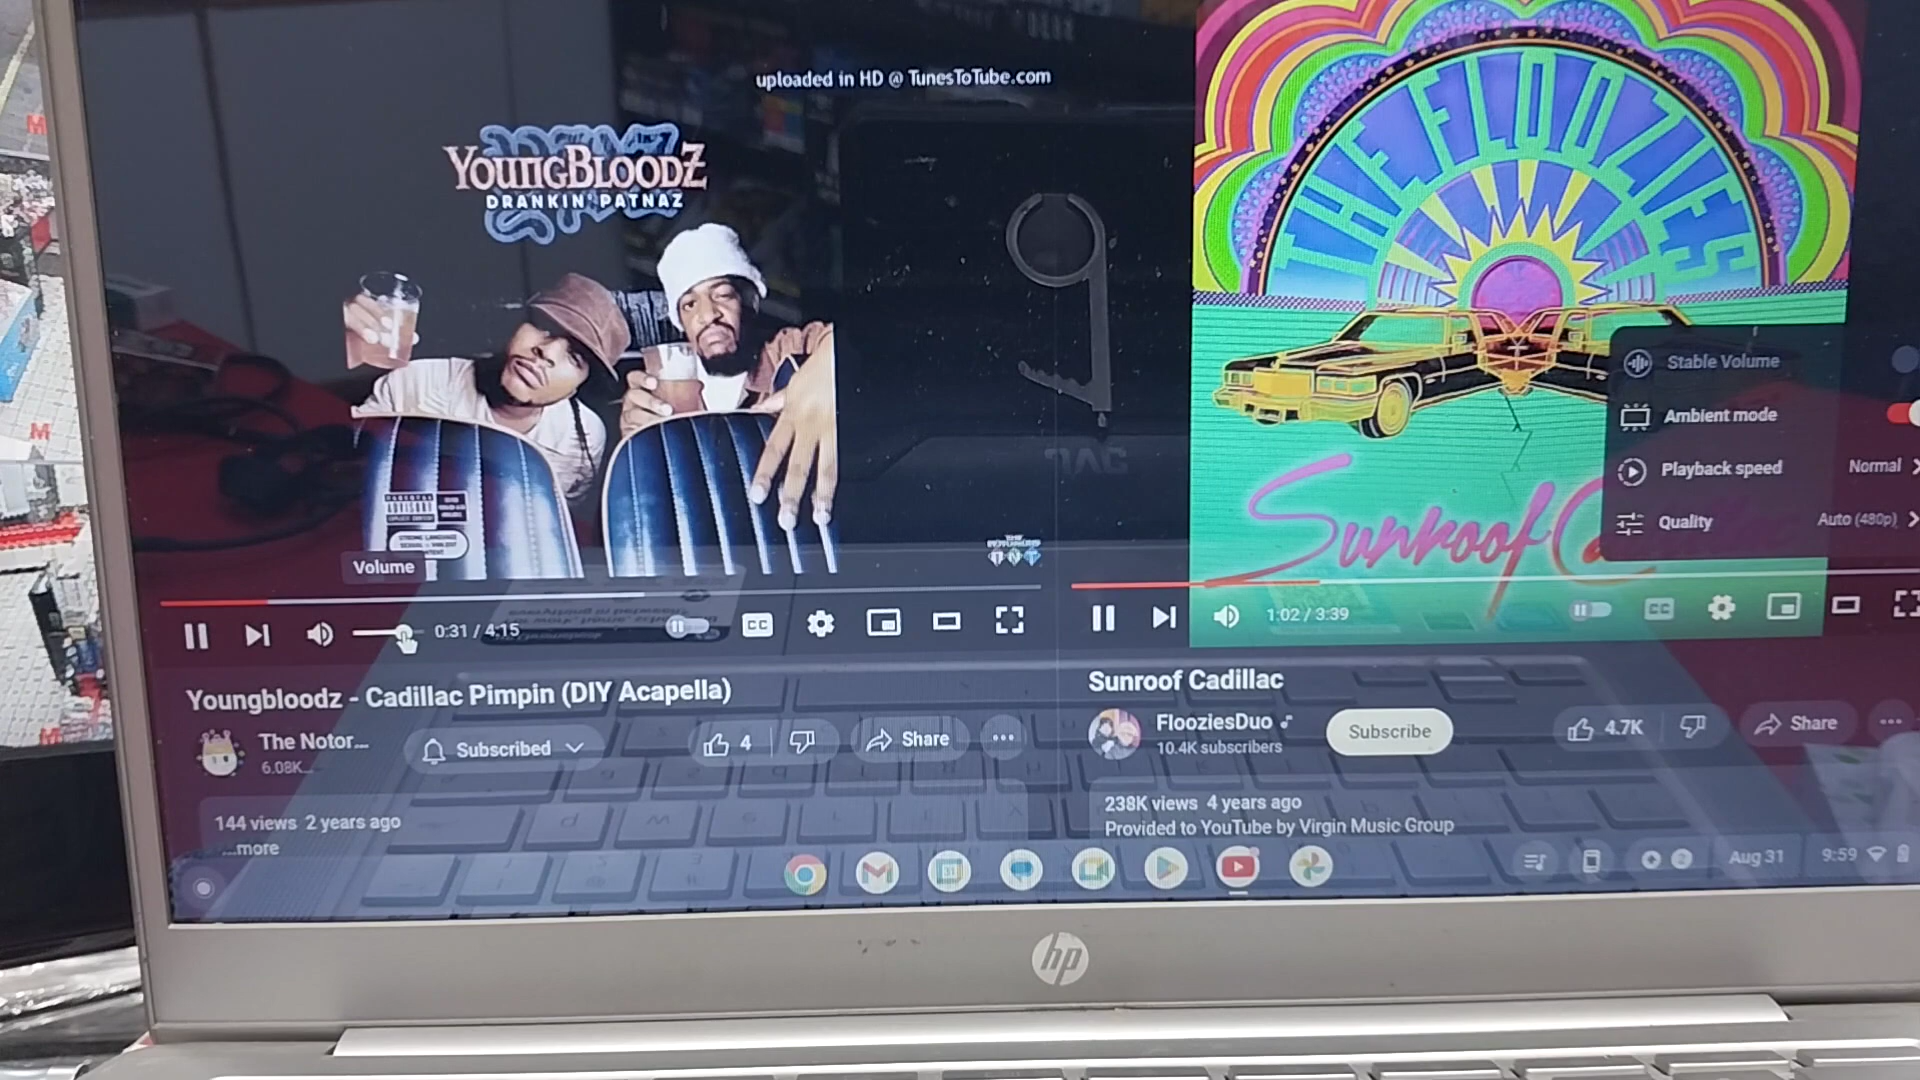 uploaded in HD @ TunesToTube.com
YOUNGBLOODZ
DRANKIN' PATNAZ
THE FLOOZIES
Stable Volume
Ambient mode
Playback speed Normal
Quality Auto (480p)
Sunroof
Volume
0:31 / 4:15
CC
1:02 / 3:39
CC
Youngbloodz - Cadillac Pimpin (DIY Acapella)
The Notor...
6.08K...
Subscribed
4
Share
144 views 2 years ago
...more
Sunroof Cadillac
FlooziesDuo
10.4K subscribers
Subscribe
4.7K
Share
238K views 4 years ago
Provided to YouTube by Virgin Music Group
Aug 31
9:59
hp
JVC
M
M